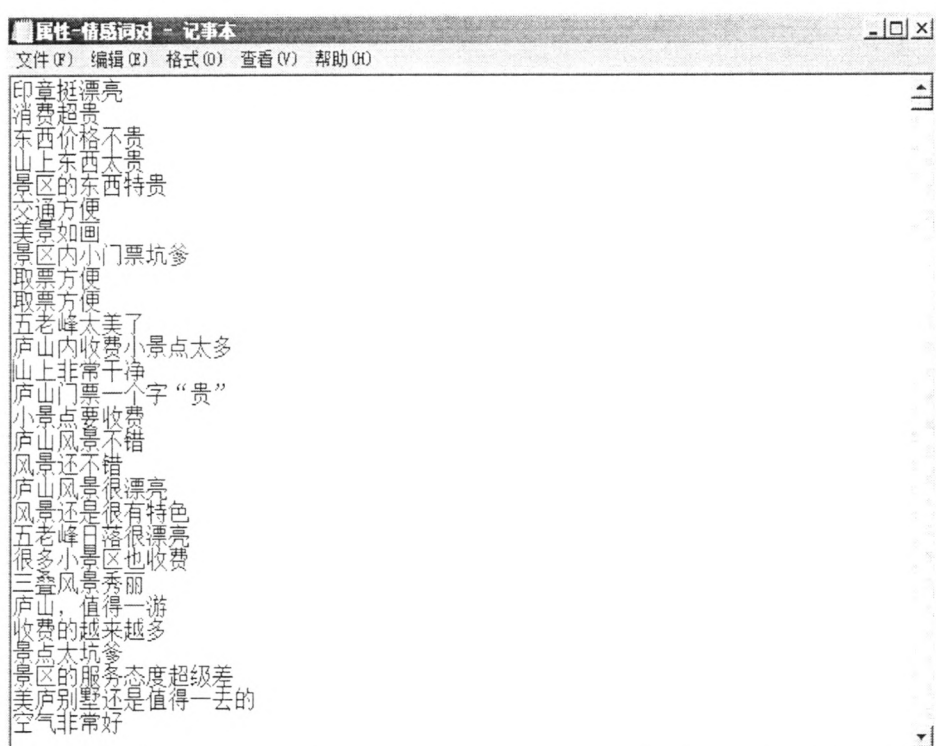 属性-情感词对 - 记事本
文件(F) 编辑(E) 格式(O) 查看(V) 帮助(H)
印章挺漂亮
消费超贵
东西价格不贵
山上东西太贵
景区的东西特贵
交通方便
美景如画
景区内小门票坑爹
取票方便
取票方便
五老峰太美了
庐山内收费小景点太多
山上非常干净
庐山门票一个字“贵”
小景点要收费
庐山风景不错
风景还不错
庐山风景很漂亮
风景还是很有特色
五老峰日落很漂亮
很多小景区也收费
三叠风景秀丽
庐山，值得一游
收费的越来越多
景点太坑爹
景区的服务态度超级差
美庐别墅还是值得一去的
空气非常好